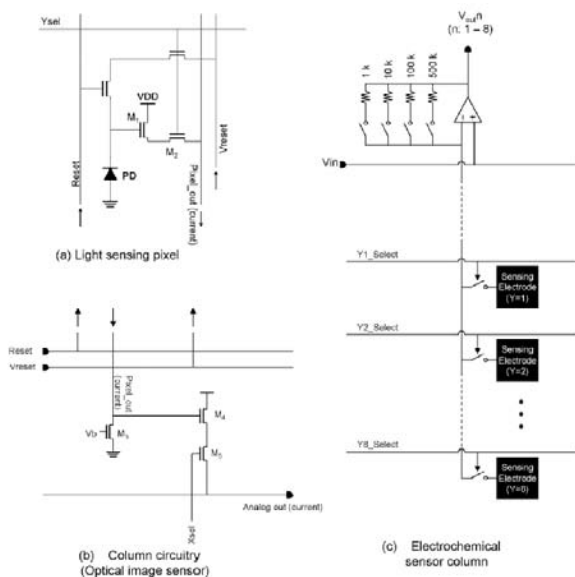 Ysel
VDD
M1
M2
PD
Reset
Pixel_out
(current)
Vreset
(a) Light sensing pixel
Reset
Vreset
Pixel_out
(current)
Vb
M3
M4
M5
Analog out (current)
Xsel
(b) Column circuitry
(Optical image sensor)
Voutn
(n: 1 – 8)
1 k
10 k
100 k
500 k
Vin
Y1_Select
Sensing
Electrode
(Y=1)
Y2_Select
Sensing
Electrode
(Y=2)
Y8_Select
Sensing
Electrode
(Y=8)
(c) Electrochemical
sensor column